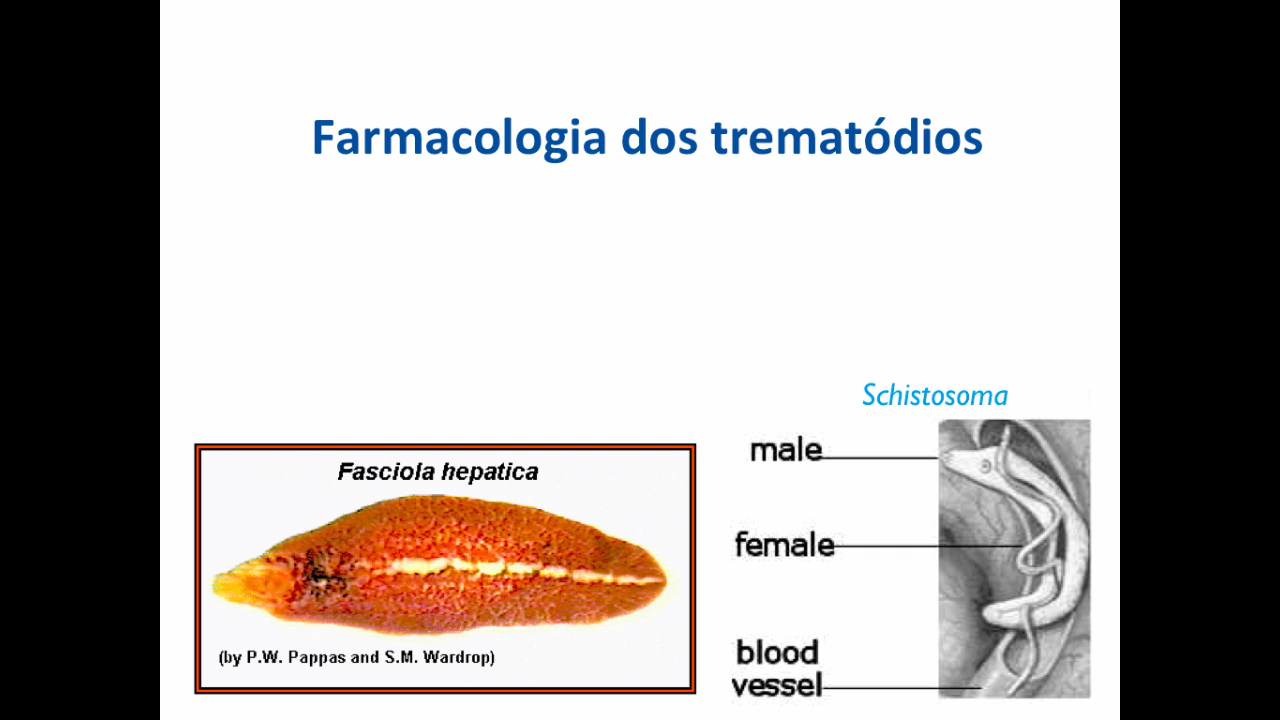 Farmacologia dos trematódios
Schistosoma
Fasciola hepatica
(by P.W. Pappas and S.M. Wardrop)
male
female
blood
vessel